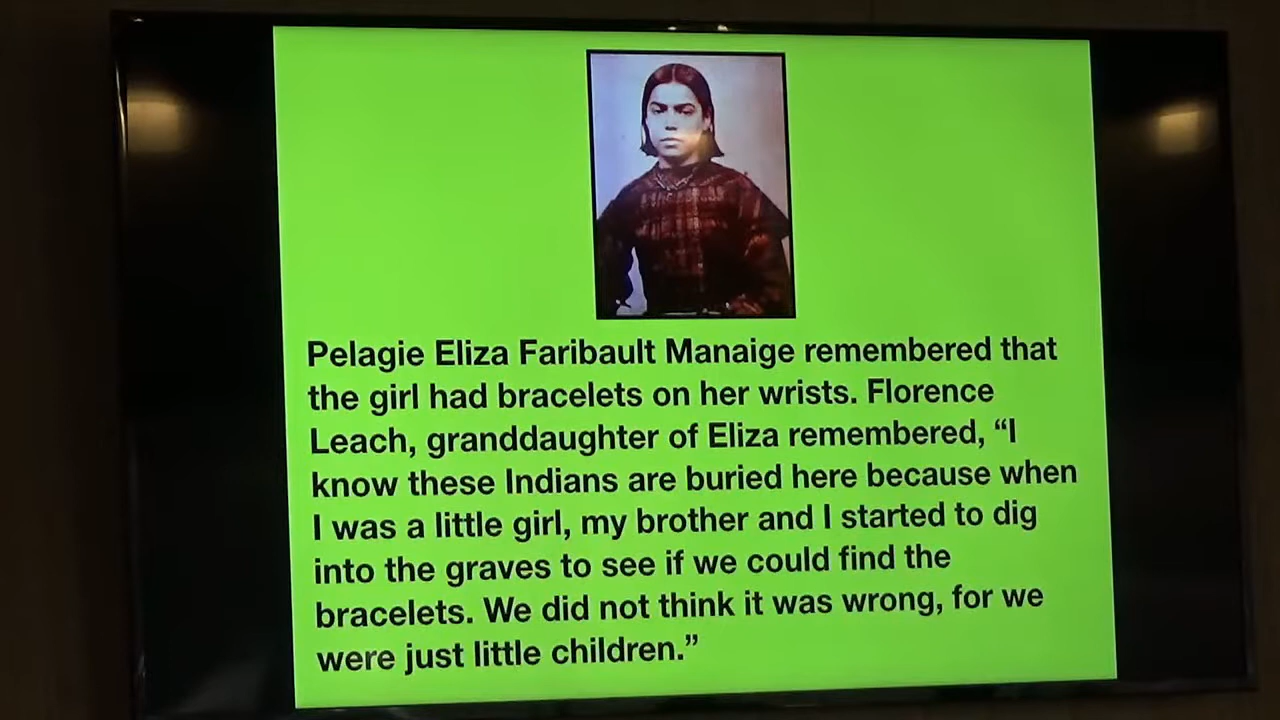 Pelagie Eliza Faribault Manaige remembered that
the girl had bracelets on her wrists. Florence
Leach, granddaughter of Eliza remembered, “I
know these Indians are buried here because when
I was a little girl, my brother and I started to dig
into the graves to see if we could find the
bracelets. We did not think it was wrong, for we
were just little children.”